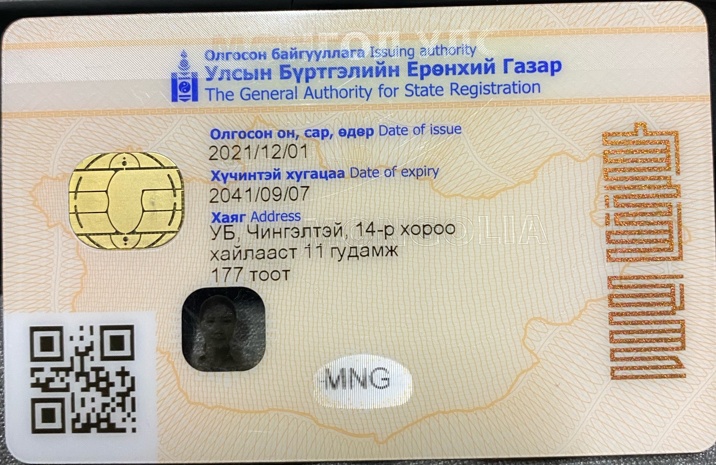 МОНГОЛ УЛС
Олгосон байгууллага Issuing authority
Улсын Бүртгэлийн Ерөнхий Газар
The General Authority for State Registration
Олгосон он, сар, өдөр Date of issue
2021/12/01
Хүчинтэй хугацаа Date of expiry
2041/09/07
Хаяг Address
УБ, Чингэлтэй, 14-р хороо
хайлааст 11 гудамж
177 тоот
MNG